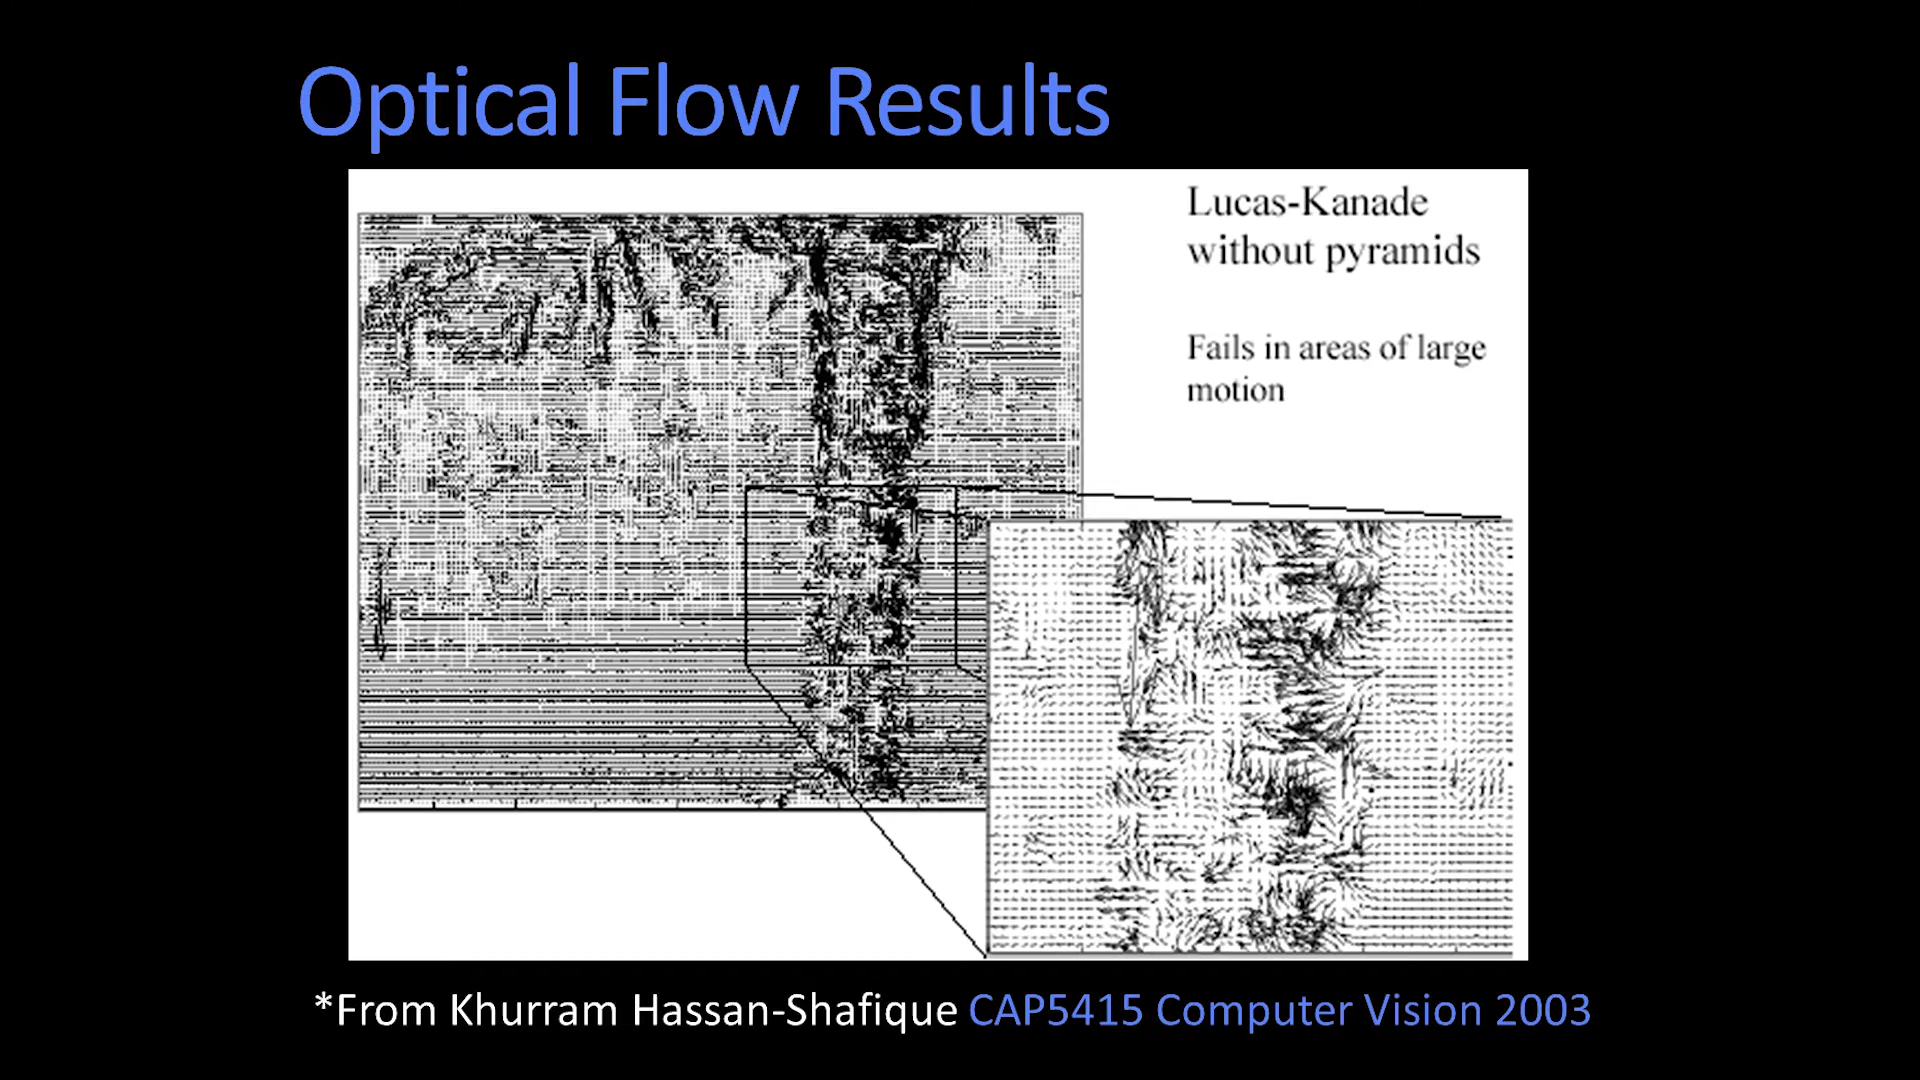 Optical Flow Results
Lucas-Kanade
without pyramids
Fails in areas of large
motion
*From Khurram Hassan-Shafique CAP5415 Computer Vision 2003